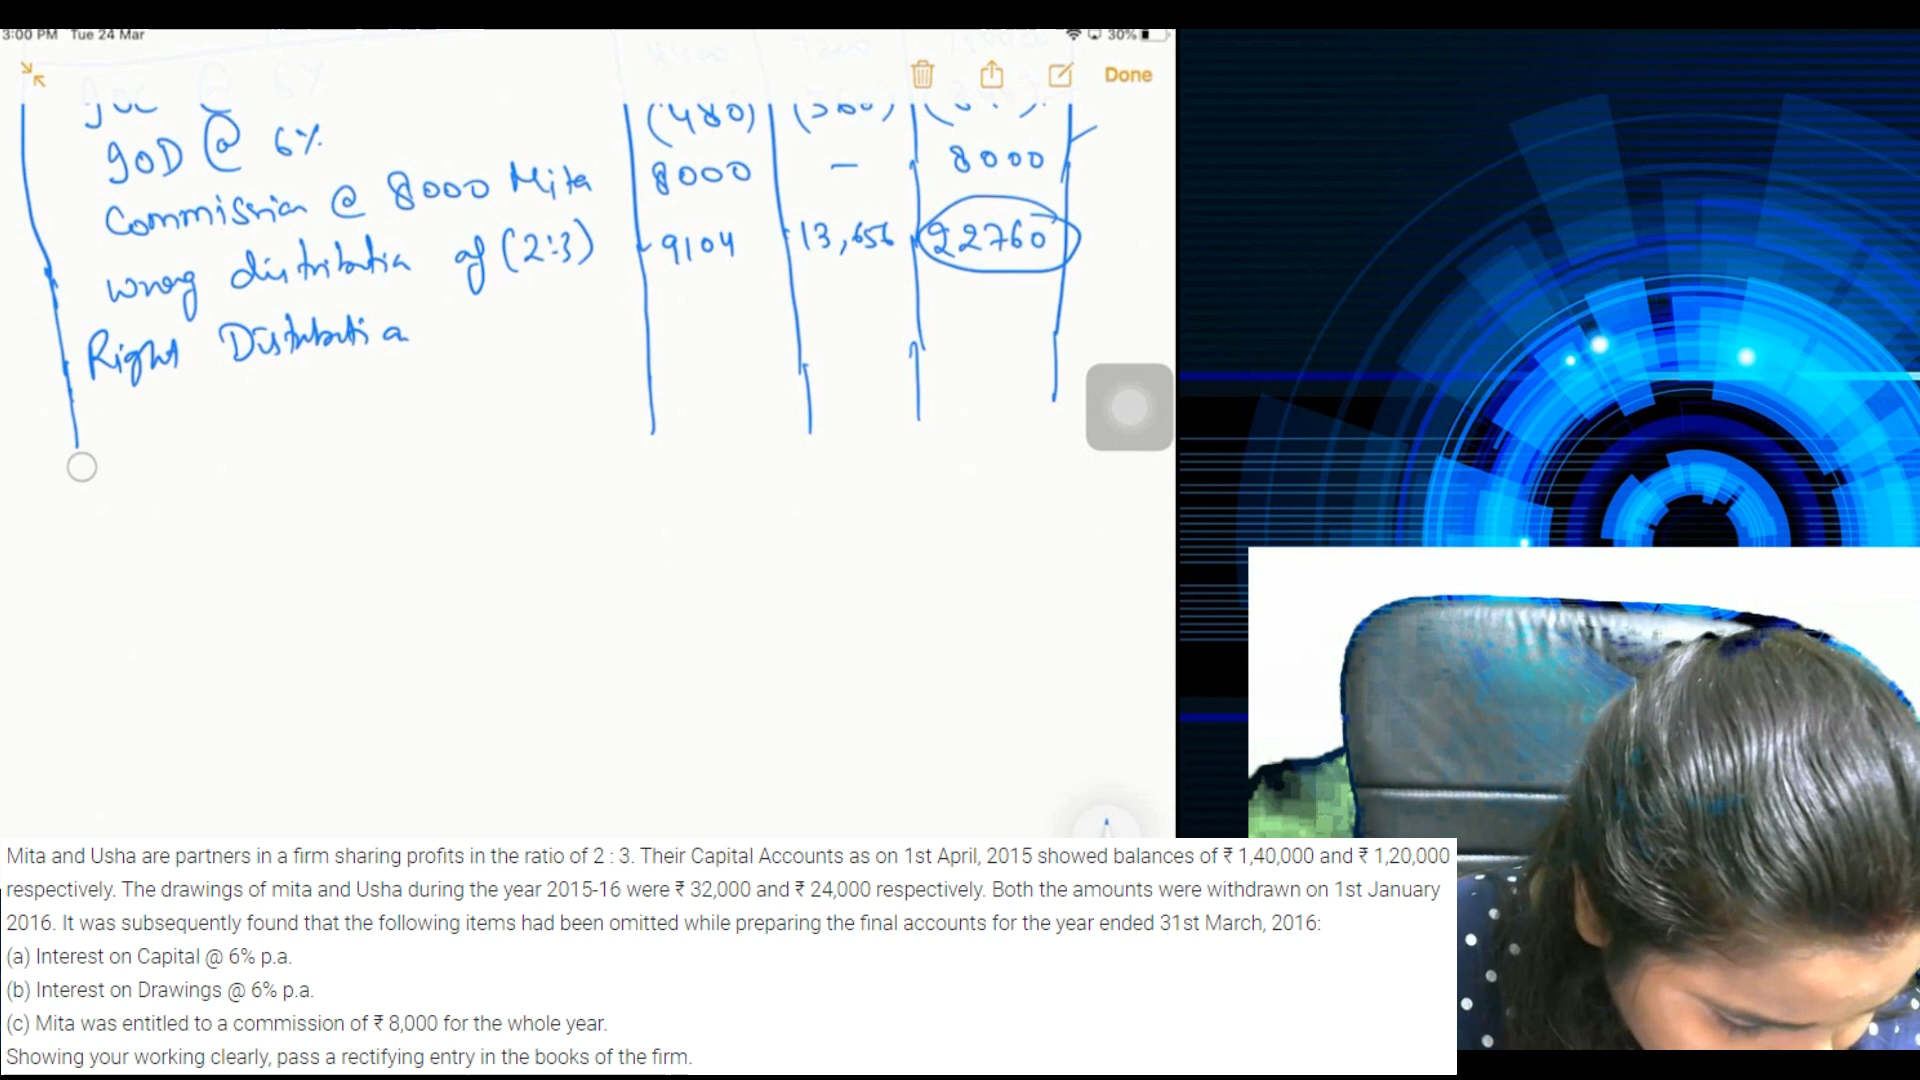 3:00 PM Tue 24 Mar 30%
Done
IOD @ 6% (480) (360)
Commission @ 8000 Mita 8000 – 8000
wrong distribution of (2:3) 9104 13,656 22760
Right Distribution
Mita and Usha are partners in a firm sharing profits in the ratio of 2 : 3. Their Capital Accounts as on 1st April, 2015 showed balances of ₹ 1,40,000 and ₹ 1,20,000
respectively. The drawings of mita and Usha during the year 2015-16 were ₹ 32,000 and ₹ 24,000 respectively. Both the amounts were withdrawn on 1st January
2016. It was subsequently found that the following items had been omitted while preparing the final accounts for the year ended 31st March, 2016:
(a) Interest on Capital @ 6% p.a.
(b) Interest on Drawings @ 6% p.a.
(c) Mita was entitled to a commission of ₹ 8,000 for the whole year.
Showing your working clearly, pass a rectifying entry in the books of the firm.